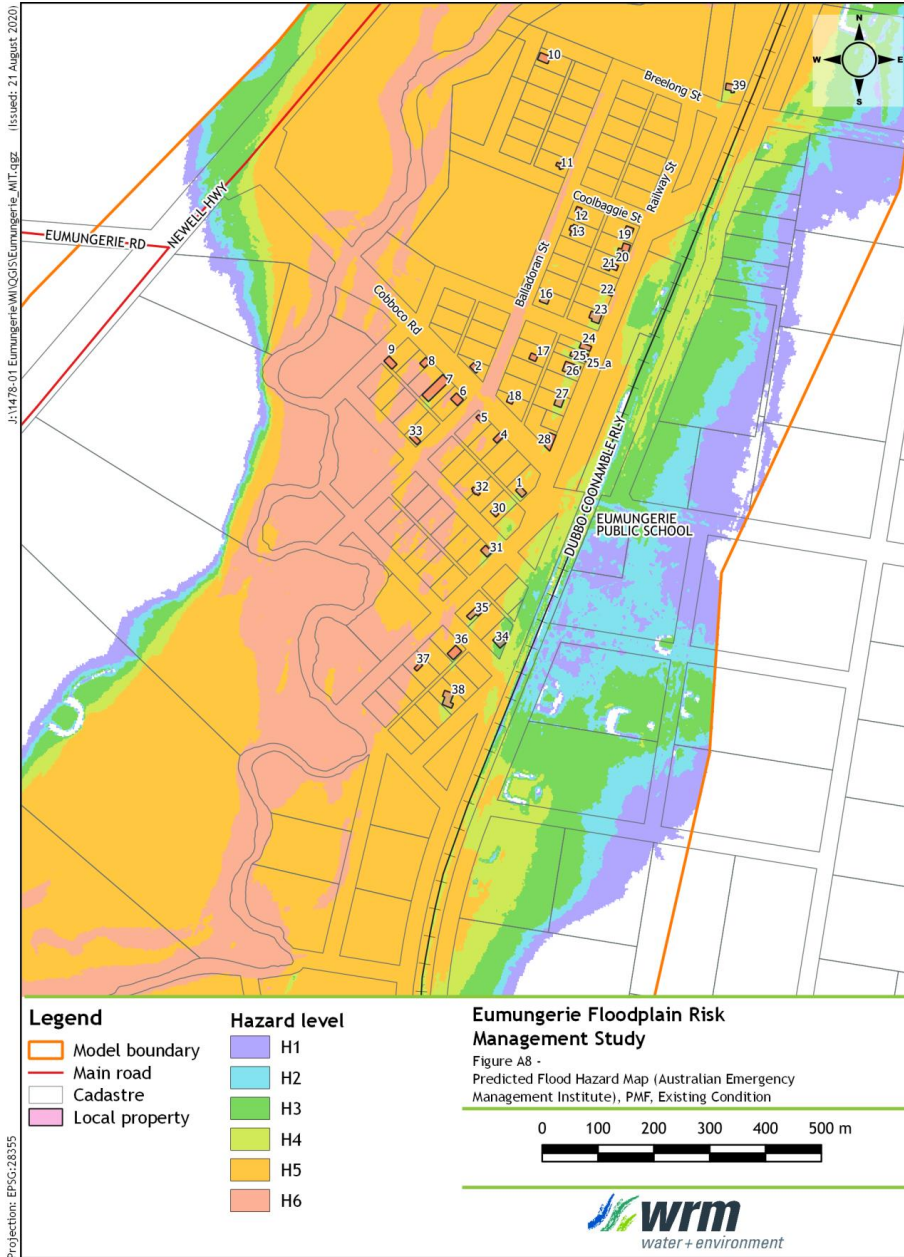 J:\1478-01 Eumungerie\WI\QGIS\Eumungerie_MIT.qgz (Issued: 21 August 2020)
N
W E
S
10
Breelong St
39
11
Railway St
Coolbaggie St
12
13
19
20
21
22
NEWELL HWY
EUMUNGERIE RD
Balladoran St
16
23
Cobboco Rd
24
17
25
25_a
26
9
8
2
7
6
18
27
5
33
4
28
DUBBO-COONAMBLE RLY
32
1
30
EUMUNGERIE
PUBLIC SCHOOL
31
35
34
36
37
38
Projection: EPSG:28355
Legend
Model boundary
Main road
Cadastre
Local property
Hazard level
H1
H2
H3
H4
H5
H6
Eumungerie Floodplain Risk
Management Study
Figure A8 -
Predicted Flood Hazard Map (Australian Emergency
Management Institute), PMF, Existing Condition
0 100 200 300 400 500 m
wrm
water + environment